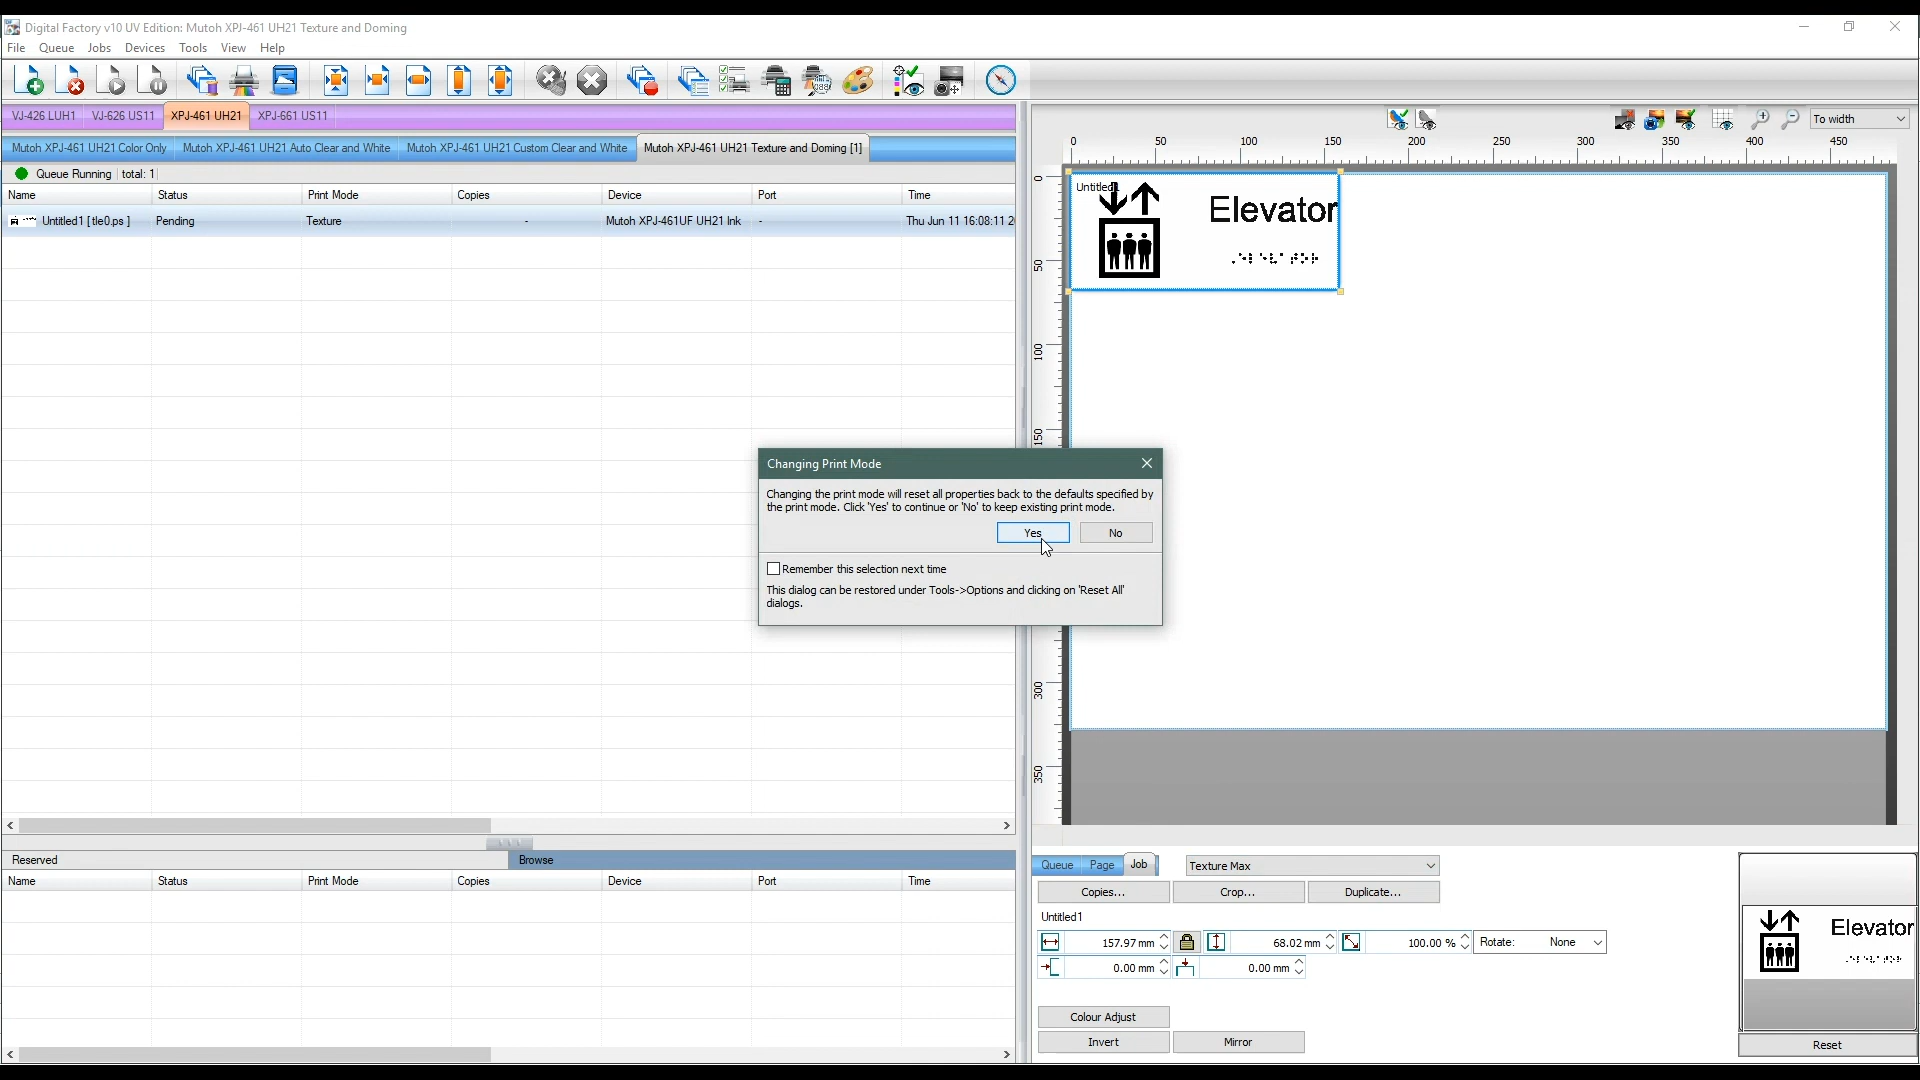 Digital Factory v10 UV Edition: Mutoh XPJ-461 UH21 Texture and Doming
File Queue Jobs Devices Tools View Help
VJ-426 LUH1 VJ-626 US11 XPJ-461 UH21 XPJ-661 US11
To width
Mutoh XPJ-461 UH21 Color Only Mutoh XPJ-461 UH21 Auto Clear and White Mutoh XPJ-461 UH21 Custom Clear and White Mutoh XPJ-461 UH21 Texture and Doming [1]
0 50 100 150 200 250 300 350 400 450
Queue Running total: 1
Name Status Print Mode Copies Device Port Time
Untitled1 [ tle0.ps ] Pending Texture - Mutoh XPJ-461UF UH21 Ink - Thu Jun 11 16:08:11 2
0
50
100
150
300
350
Untitled1
Elevator
⠠⠑⠇⠑⠧⠁⠞⠕⠗
Changing Print Mode
Changing the print mode will reset all properties back to the defaults specified by
the print mode. Click 'Yes' to continue or 'No' to keep existing print mode.
Yes No
Remember this selection next time
This dialog can be restored under Tools->Options and clicking on 'Reset All'
dialogs.
Reserved Browse
Name Status Print Mode Copies Device Port Time
Queue Page Job Texture Max
Copies... Crop... Duplicate...
Untitled1
157.97 mm 68.02 mm 100.00 % Rotate: None
0.00 mm 0.00 mm
Colour Adjust
Invert Mirror
Elevator
Reset